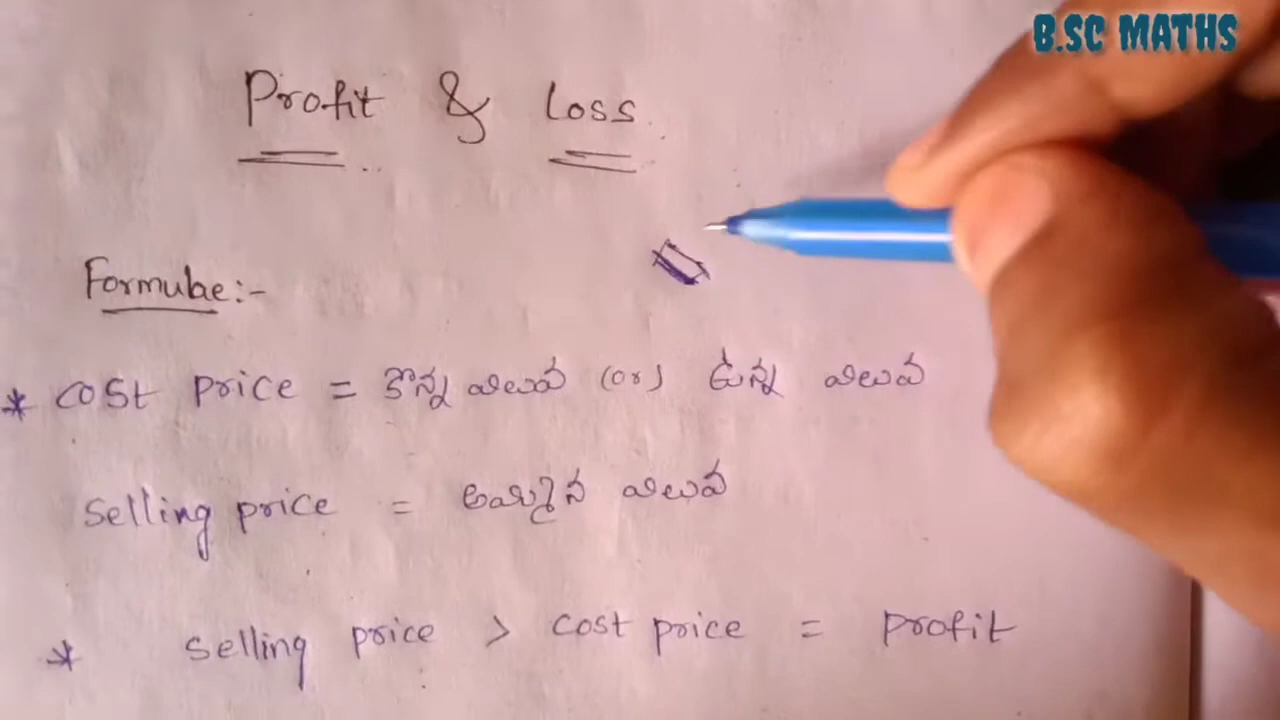 B.SC MATHS
Profit & Loss
Formulae:-
* cost price = కొన్న విలువ (or) ఉన్న విలువ
selling price = అమ్మిన విలువ
* selling price > cost price = profit